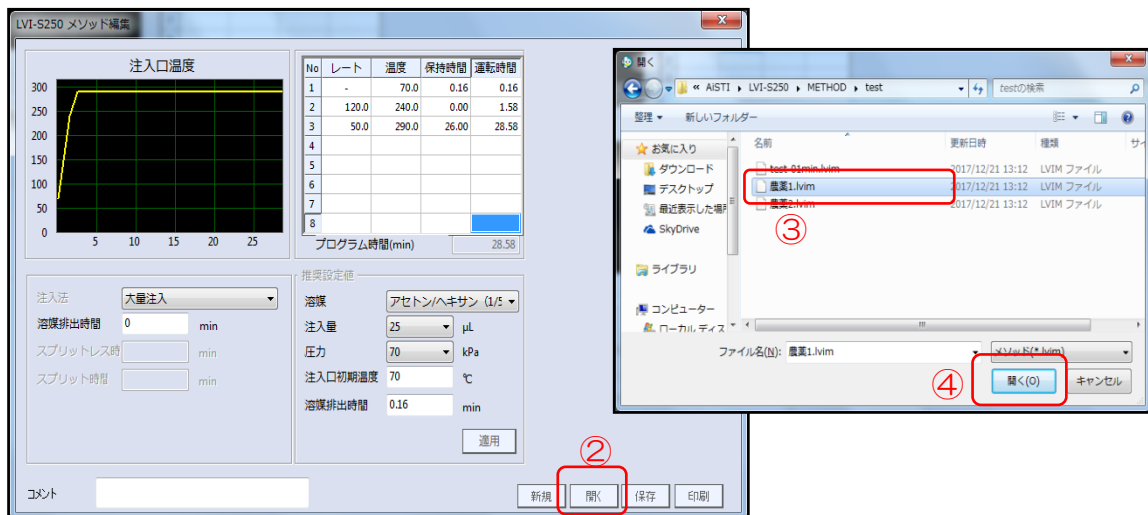 LVI-S250 メソッド編集
注入口温度
300
250
200
150
100
50
0
5 10 15 20 25
No レート 温度 保持時間 運転時間
1 - 70.0 0.16 0.16
2 120.0 240.0 0.00 1.58
3 50.0 290.0 26.00 28.58
4
5
6
7
8
プログラム時間(min) 28.58
注入法 大量注入
溶媒排出時間 0 min
スプリットレス時 min
スプリット時間 min
推奨設定値
溶媒 アセトン/ヘキサン (1/5
注入量 25 μL
圧力 70 kPa
注入口初期温度 70 ℃
溶媒排出時間 0.16 min
適用
②
コメント
新規 開く 保存 印刷
開く
« AiSTI ▸ LVI-S250 ▸ METHOD ▸ test
testの検索
整理 ▼ 新しいフォルダー
お気に入り
ダウンロード
デスクトップ
最近表示した場所
SkyDrive
ライブラリ
コンピューター
ローカル ディス
名前 更新日時 種類 サイ
test-01min.lvim 2017/12/21 13:12 LVIM ファイル
農薬1.lvim 2017/12/21 13:12 LVIM ファイル
農薬2.lvim 2017/12/21 13:12 LVIM ファイル
③
ファイル名(N): 農薬1.lvim
メソッド(*.lvim)
④
開く(O) キャンセル